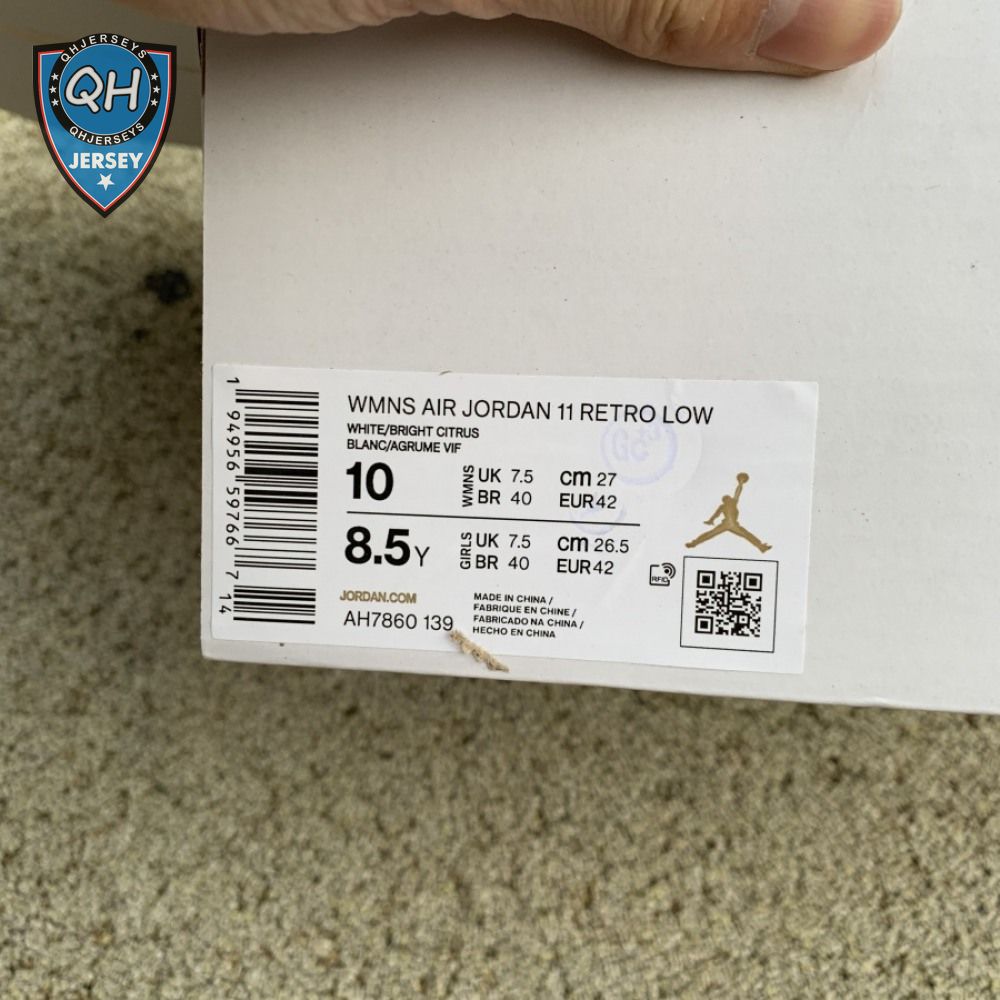 QHJERSEYS
QH
QHJERSEYS
JERSEY
WMNS AIR JORDAN 11 RETRO LOW
WHITE/BRIGHT CITRUS
BLANC/AGRUME VIF
10 WMNS UK 7.5 cm 27
BR 40 EUR 42
8.5Y GIRLS UK 7.5 cm 26.5
BR 40 EUR 42
RFID
JORDAN.COM
AH7860 139
MADE IN CHINA /
FABRIQUE EN CHINE /
FABRICADO NA CHINA /
HECHO EN CHINA
1 94956 59766 7 14